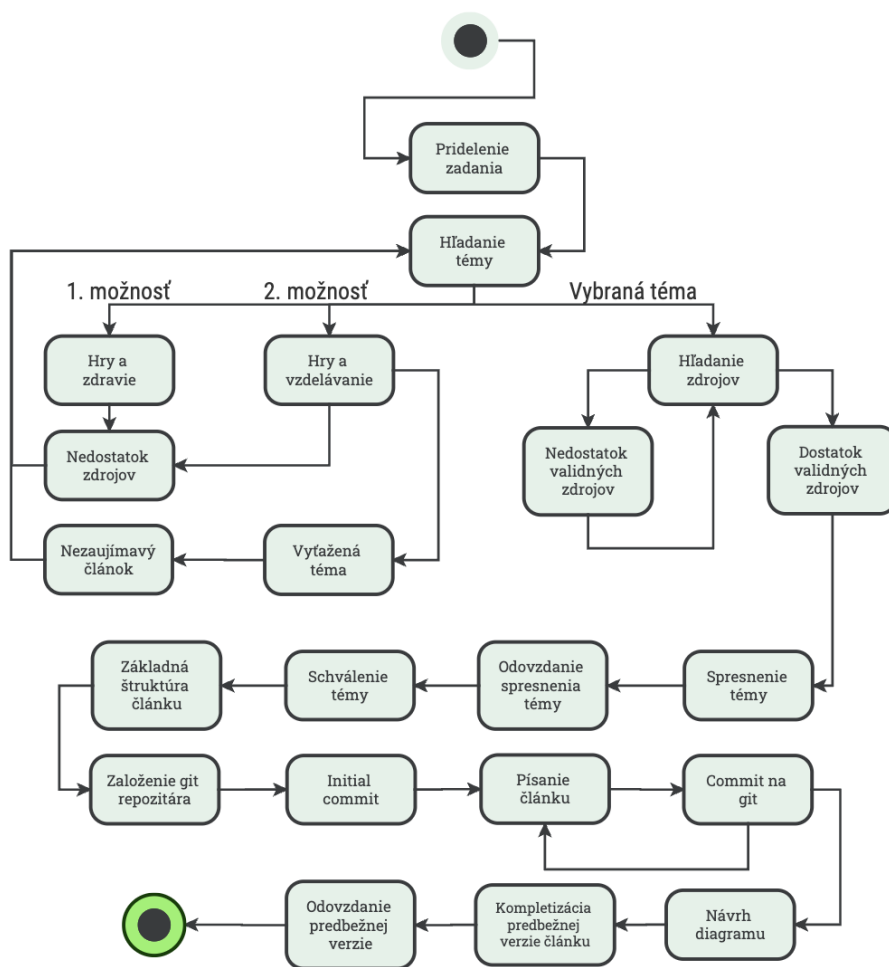 Pridelenie
zadania
Hľadanie
témy
1. možnosť
2. možnosť
Vybraná téma
Hry a
zdravie
Hry a
vzdelávanie
Hľadanie
zdrojov
Nedostatok
zdrojov
Nedostatok
validných
zdrojov
Dostatok
validných
zdrojov
Nezaujímavý
článok
Vyťažená
téma
Základná
štruktúra
článku
Schválenie
témy
Odovzdanie
spresnenia
témy
Spresnenie
témy
Založenie git
repozitára
Initial
commit
Písanie
článku
Commit na
git
Odovzdanie
predbežnej
verzie
Kompletizácia
predbežnej
verzie článku
Návrh
diagramu